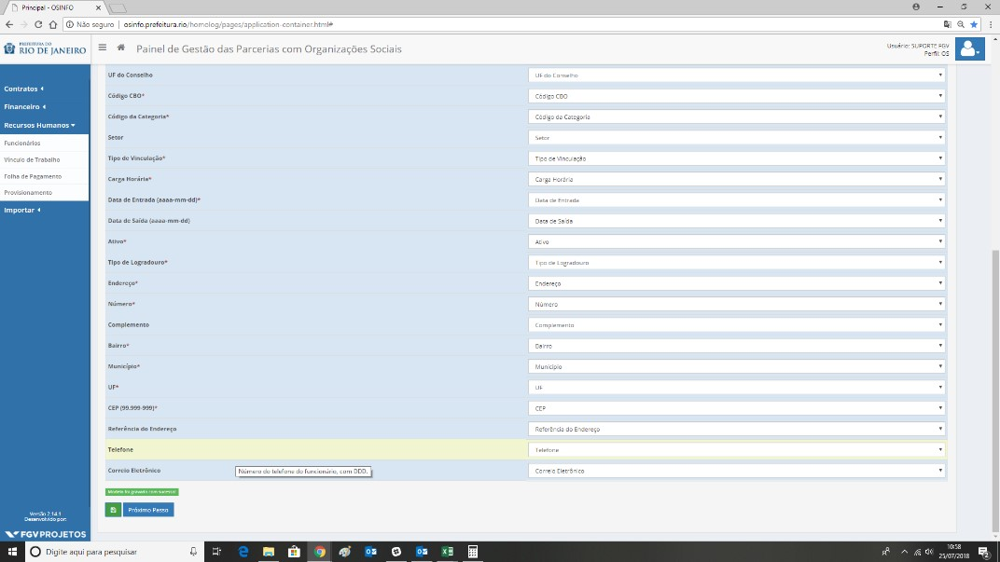 Principal - OSINFO
Não seguro | osinfo.prefeitura.rio/homolog/pages/application-container.html#
PREFEITURA DO
RIO DE JANEIRO
Painel de Gestão das Parcerias com Organizações Sociais
Usuário: SUPORTE FGV
Perfil: OS
Contratos
Financeiro
Recursos Humanos
Funcionários
Vínculo de Trabalho
Folha de Pagamento
Provisionamento
Importar
UF do Conselho UF do Conselho
Código CBO* Código CBO
Código da Categoria* Código da Categoria
Setor Setor
Tipo de Vinculação* Tipo de Vinculação
Carga Horária* Carga Horária
Data de Entrada (aaaa-mm-dd)* Data de Entrada
Data de Saída (aaaa-mm-dd) Data de Saída
Ativo* Ativo
Tipo de Logradouro* Tipo de Logradouro
Endereço* Endereço
Número* Número
Complemento Complemento
Bairro* Bairro
Município* Município
UF* UF
CEP (99.999-999)* CEP
Referência do Endereço Referência do Endereço
Telefone Telefone
Correio Eletrônico Correio Eletrônico
Número do telefone do funcionário, com DDD.
Modelo foi gravado com sucesso!
Próximo Passo
Versão 7.14.1
Desenvolvido por:
FGV PROJETOS
Digite aqui para pesquisar
10:58
25/07/2018